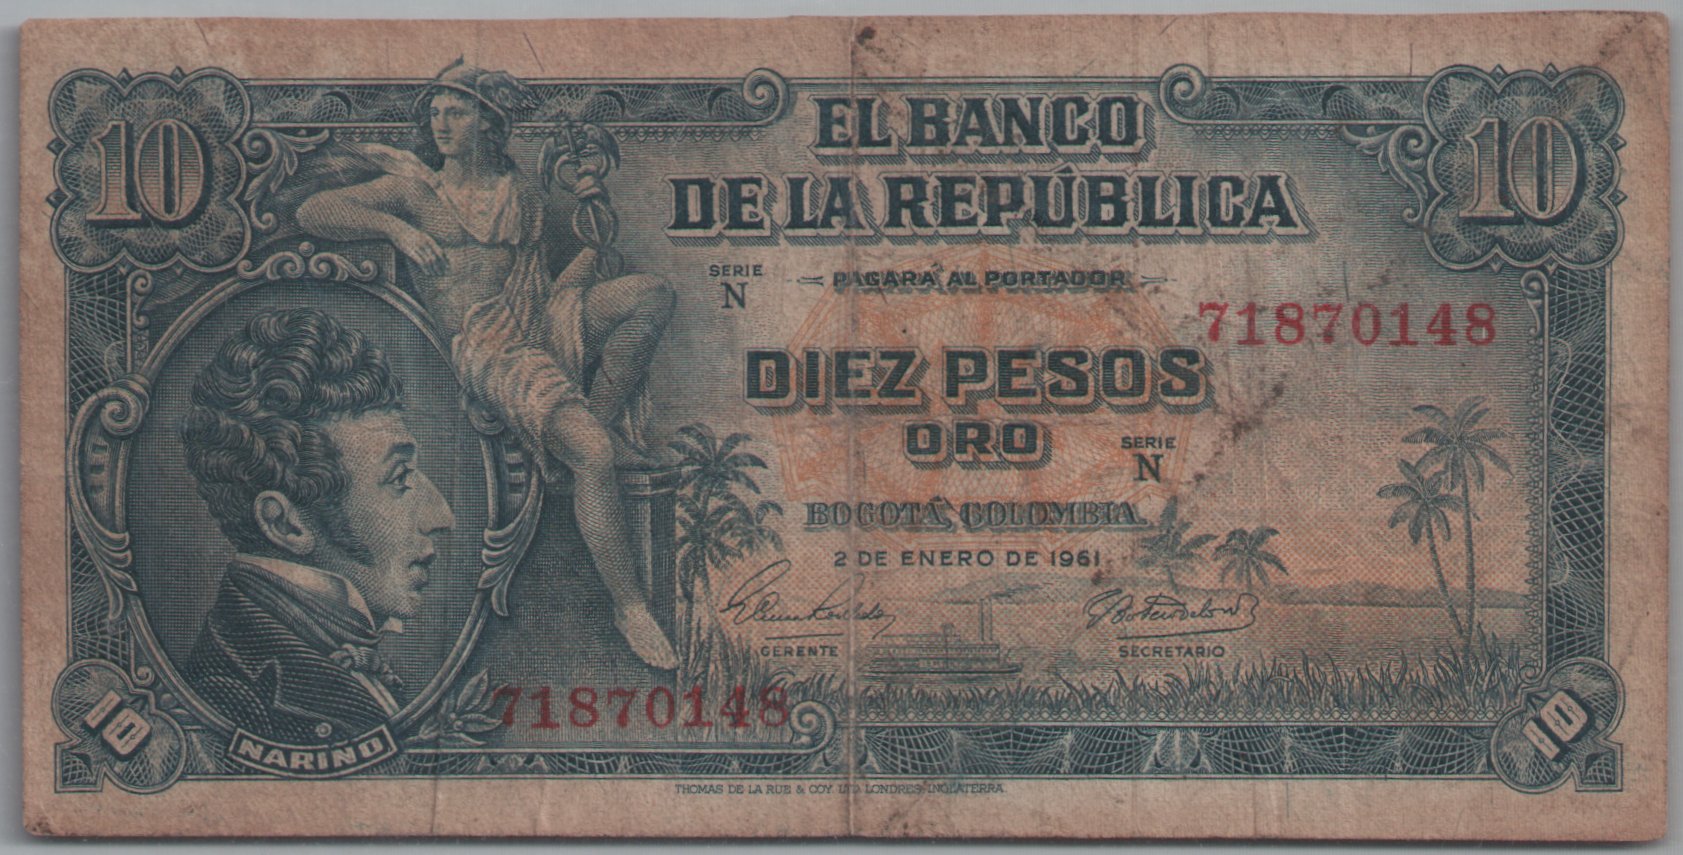 10
EL BANCO
10
DE LA REPÚBLICA
SERIE
N
PAGARÁ AL PORTADOR
71870148
DIEZ PESOS
ORO
SERIE
N
BOGOTÁ, COLOMBIA.
2 DE ENERO DE 1961
GERENTE
SECRETARIO
71870148
10
NARIÑO
10
THOMAS DE LA RUE & COY. LTD. LONDRES-INGLATERRA.